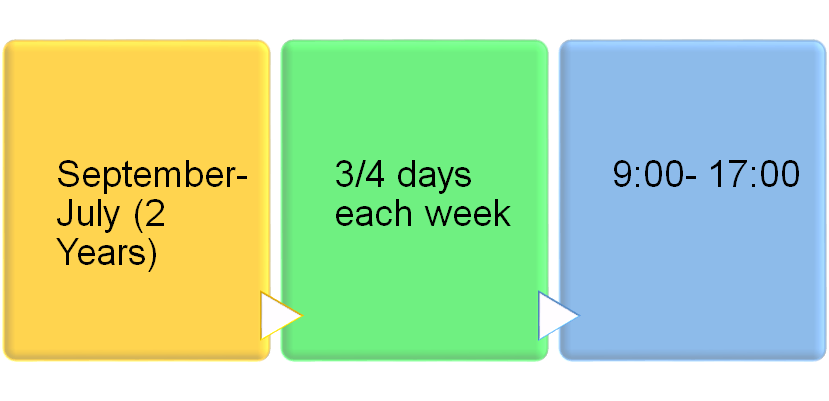 September-
July (2
Years)
3/4 days
each week
9:00- 17:00